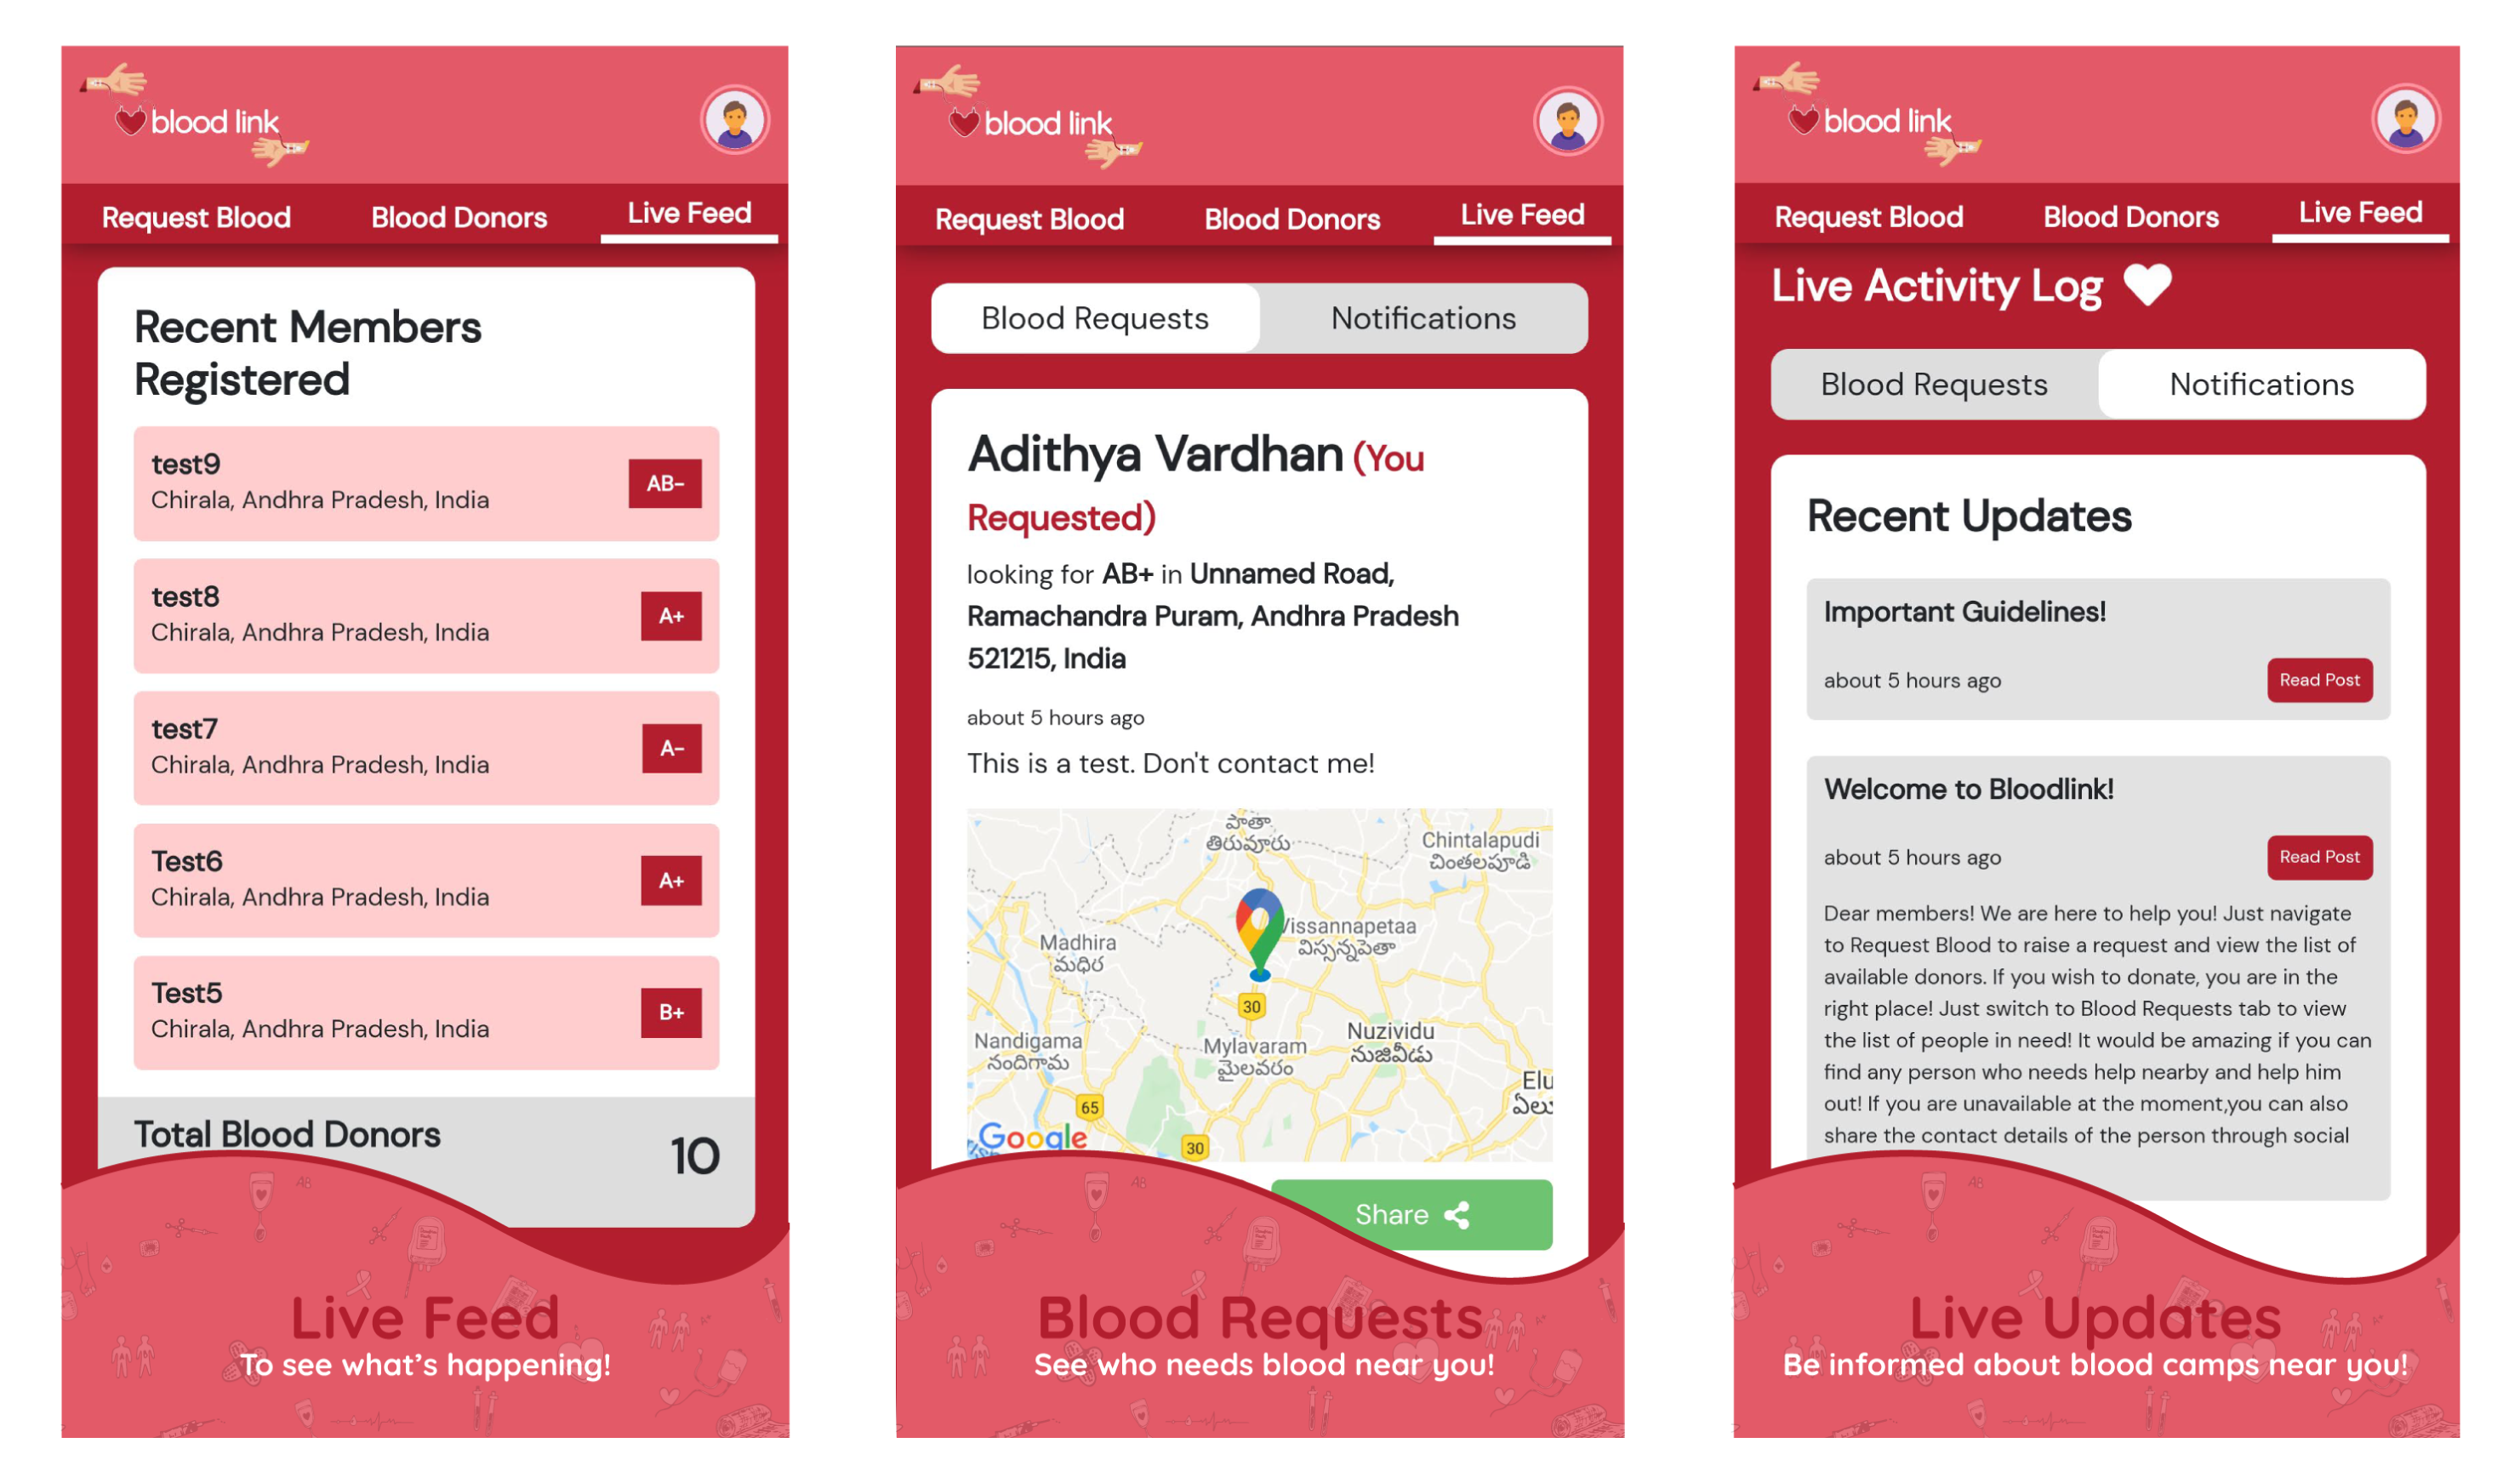 blood link
Request Blood
Blood Donors
Live Feed
Recent Members
Registered
test9
Chirala, Andhra Pradesh, India
AB-
test8
Chirala, Andhra Pradesh, India
A+
test7
Chirala, Andhra Pradesh, India
A-
Test6
Chirala, Andhra Pradesh, India
A+
Test5
Chirala, Andhra Pradesh, India
B+
Total Blood Donors
10
AB
Live Feed
To see what's happening!
blood link
Request Blood
Blood Donors
Live Feed
Blood Requests
Notifications
Adithya Vardhan (You
Requested)
looking for AB+ in Unnamed Road,
Ramachandra Puram, Andhra Pradesh
521215, India
about 5 hours ago
This is a test. Don't contact me!
పాతా
తిరువూరు
Chintalapudi
చింతలపూడి
Vissannapetaa
విస్సన్నపెతా
Madhira
మధిర
30
Nandigama
నందిగామ
Mylavaram
మైలవరం
Nuzividu
నుజివీడు
Elu
ఏలు
65
Google
30
Share
AB
Blood Requests
See who needs blood near you!
blood link
Request Blood
Blood Donors
Live Feed
Live Activity Log
Blood Requests
Notifications
Recent Updates
Important Guidelines!
about 5 hours ago
Read Post
Welcome to Bloodlink!
about 5 hours ago
Read Post
Dear members! We are here to help you! Just navigate
to Request Blood to raise a request and view the list of
available donors. If you wish to donate, you are in the
right place! Just switch to Blood Requests tab to view
the list of people in need! It would be amazing if you can
find any person who needs help nearby and help him
out! If you are unavailable at the moment,you can also
share the contact details of the person through social
AB
Live Updates
Be informed about blood camps near you!